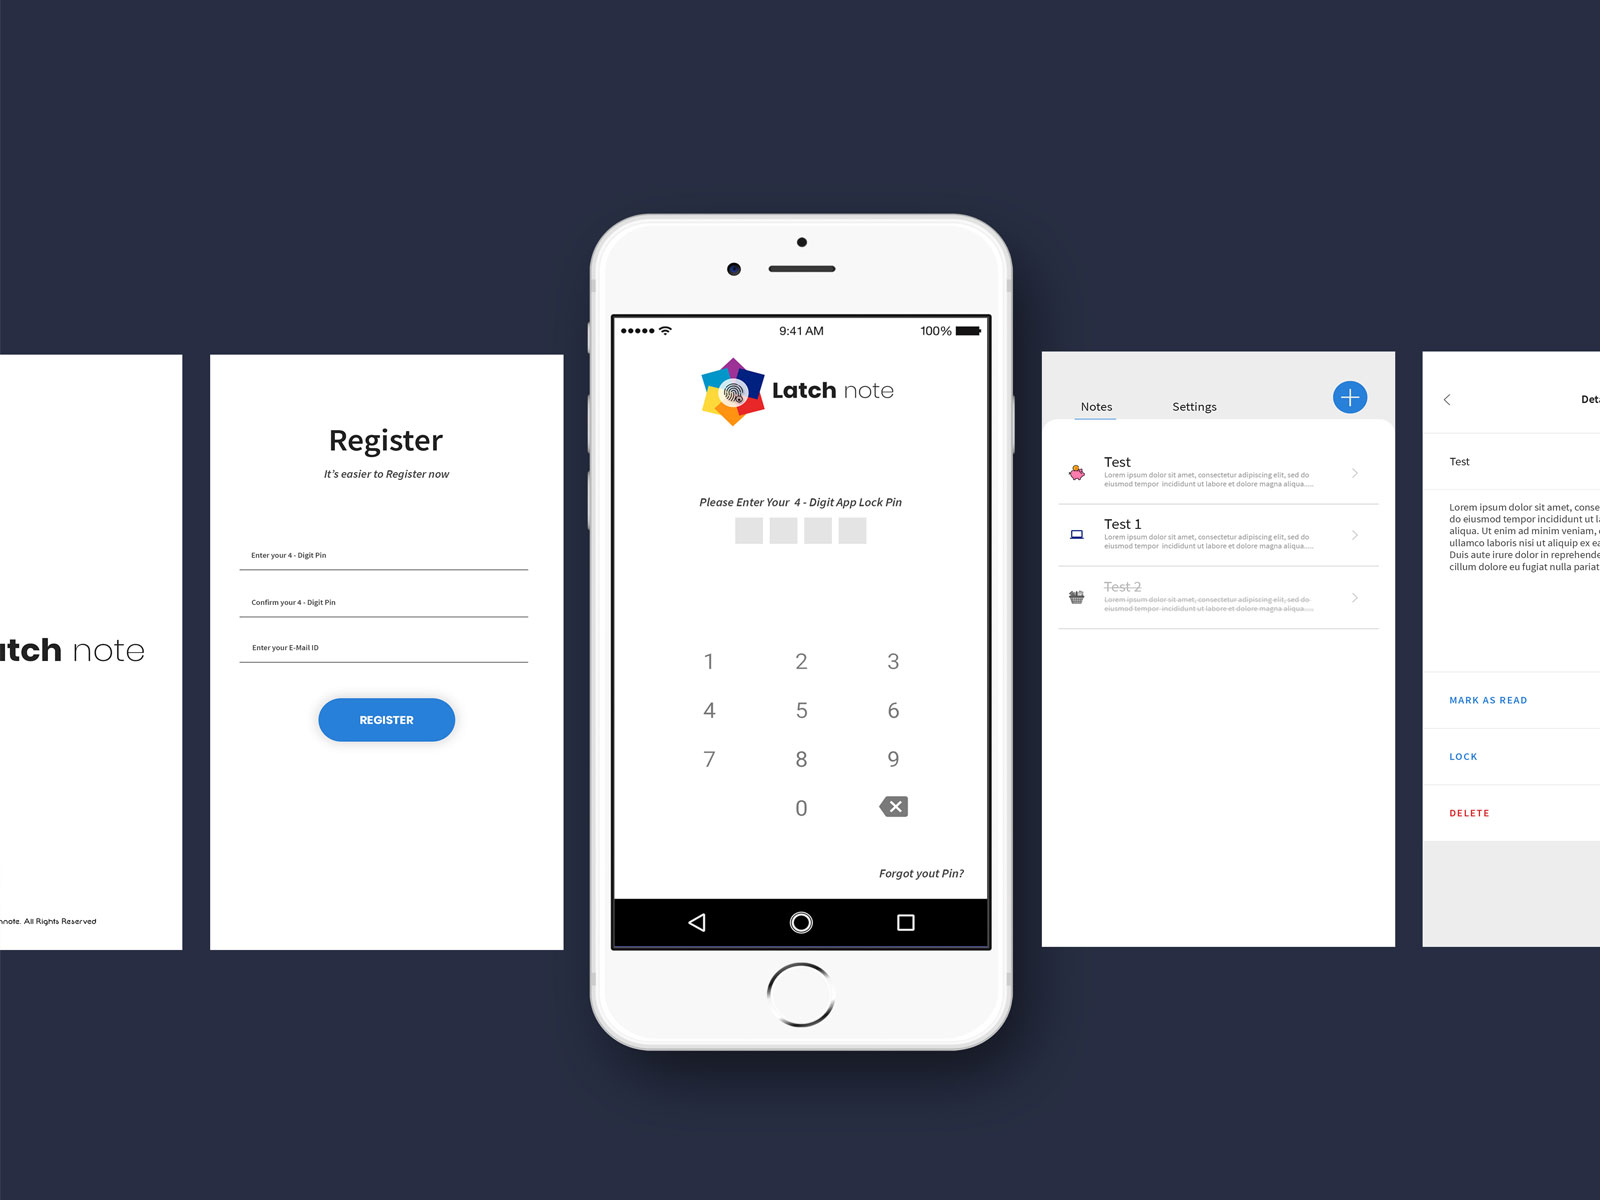 note
nnote. All Rights Reserved
Register
It's easier to Register now
Enter your 4 - Digit Pin
Confirm your 4 - Digit Pin
Enter your E-Mail ID
REGISTER
9:41 AM
100%
Latch note
Please Enter Your 4 - Digit App Lock Pin
1 2 3
4 5 6
7 8 9
0
Forgot yout Pin?
Notes Settings
Test
Lorem ipsum dolor sit amet, consectetur adipiscing elit, sed do
eiusmod tempor incididunt ut labore et dolore magna aliqua....
Test 1
Lorem ipsum dolor sit amet, consectetur adipiscing elit, sed do
eiusmod tempor incididunt ut labore et dolore magna aliqua....
Test 2
Lorem ipsum dolor sit amet, consectetur adipiscing elit, sed do
eiusmod tempor incididunt ut labore et dolore magna aliqua....
Deta
Test
Lorem ipsum dolor sit amet, conse
do eiusmod tempor incididunt ut la
aliqua. Ut enim ad minim veniam,
ullamco laboris nisi ut aliquip ex ea
Duis aute irure dolor in reprehende
cillum dolore eu fugiat nulla pariat
MARK AS READ
LOCK
DELETE